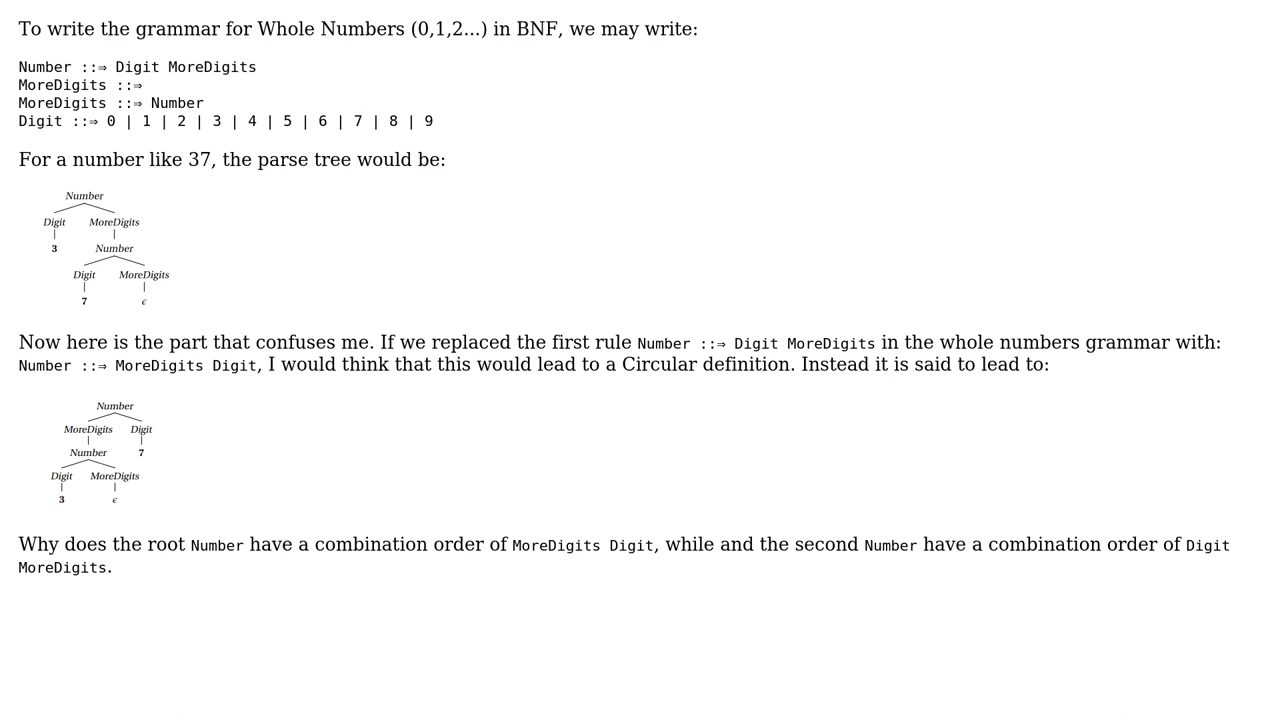 To write the grammar for Whole Numbers (0,1,2...) in BNF, we may write:
Number ::⇒ Digit MoreDigits
MoreDigits ::⇒
MoreDigits ::⇒ Number
Digit ::⇒ 0 | 1 | 2 | 3 | 4 | 5 | 6 | 7 | 8 | 9
For a number like 37, the parse tree would be:
Number
Digit MoreDigits
3 Number
Digit MoreDigits
7 ϵ
Now here is the part that confuses me. If we replaced the first rule Number ::⇒ Digit MoreDigits in the whole numbers grammar with:
Number ::⇒ MoreDigits Digit, I would think that this would lead to a Circular definition. Instead it is said to lead to:
Number
MoreDigits Digit
Number 7
Digit MoreDigits
3 ϵ
Why does the root Number have a combination order of MoreDigits Digit, while and the second Number have a combination order of Digit
MoreDigits.